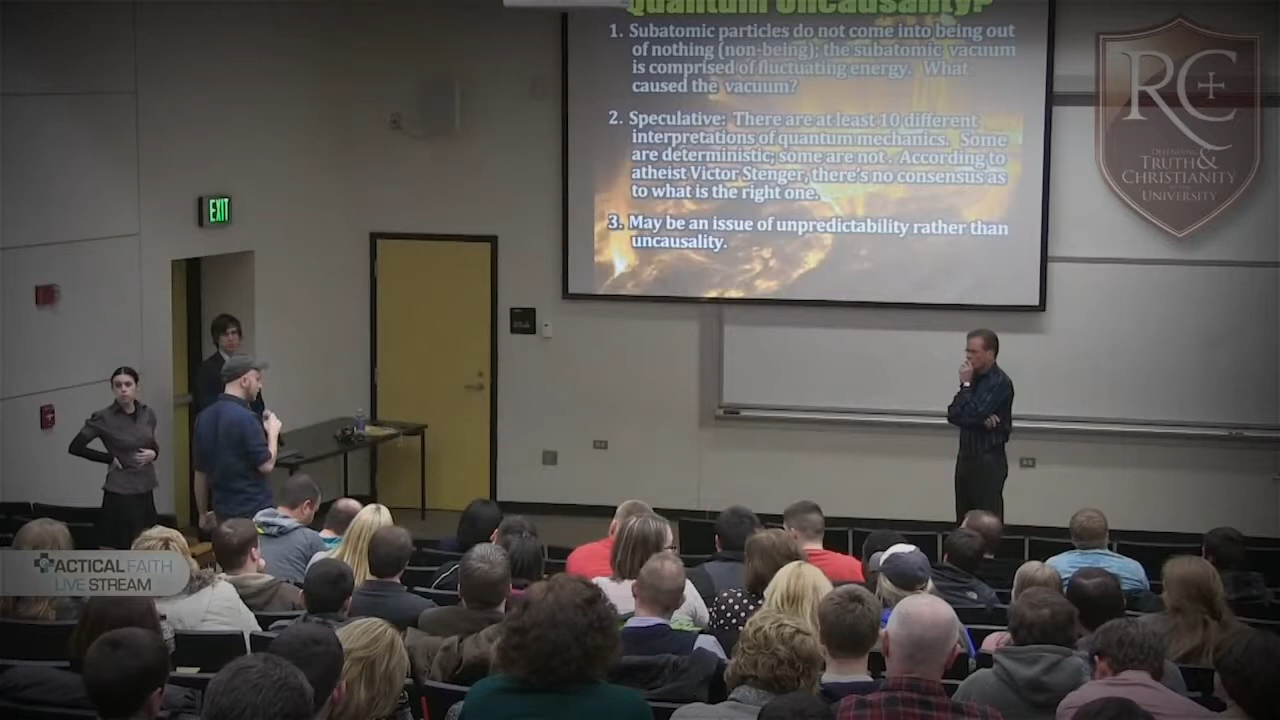 Quantum Uncausality?
1. Subatomic particles do not come into being out
of nothing (non-being); the subatomic vacuum
is comprised of fluctuating energy. What
caused the vacuum?
2. Speculative: There are at least 10 different
interpretations of quantum mechanics. Some
are deterministic; some are not. According to
atheist Victor Stenger, there's no consensus as
to what is the right one.
3. May be an issue of unpredictability rather than
uncausality.
RC
DEFENDING
TRUTH &
CHRISTIANITY
UNIVERSITY
EXIT
TACTICAL FAITH
LIVE STREAM